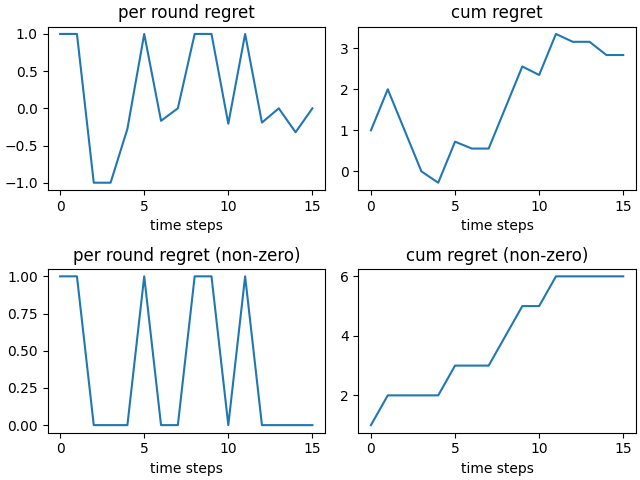 per round regret
1.0
0.5
0.0
−0.5
−1.0
0 5 10 15
time steps
cum regret
3
2
1
0
0 5 10 15
time steps
per round regret (non-zero)
1.00
0.75
0.50
0.25
0.00
0 5 10 15
time steps
cum regret (non-zero)
6
4
2
0 5 10 15
time steps